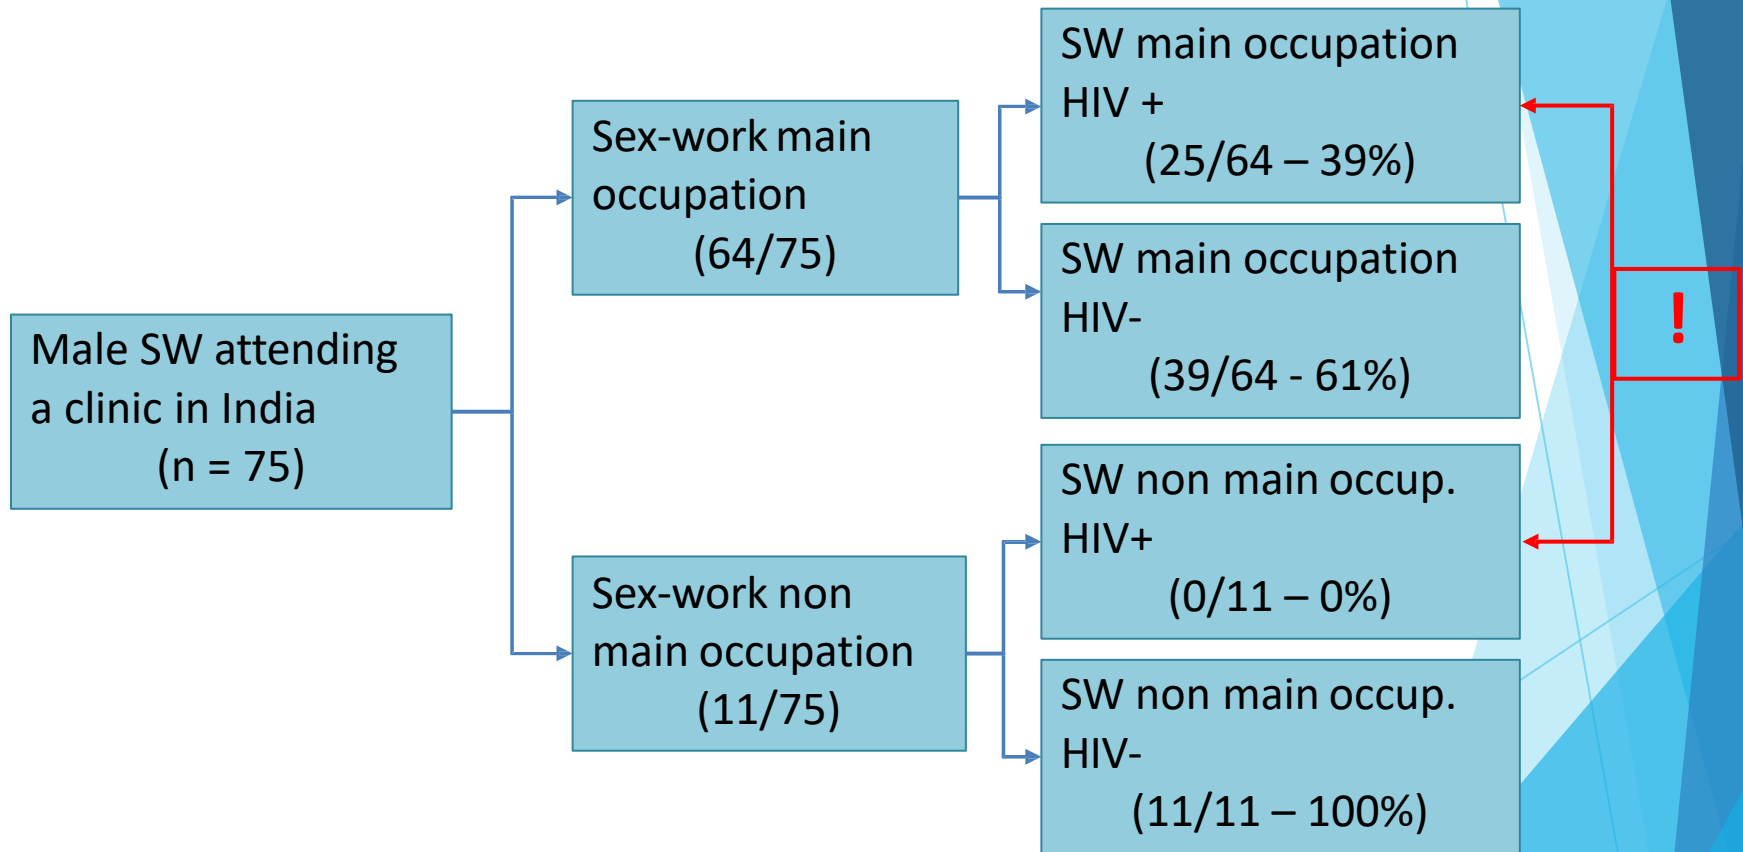 Male SW attending
a clinic in India
(n = 75)
Sex-work main
occupation
(64/75)
Sex-work non
main occupation
(11/75)
SW main occupation
HIV +
(25/64 – 39%)
SW main occupation
HIV-
(39/64 - 61%)
SW non main occup.
HIV+
(0/11 – 0%)
SW non main occup.
HIV-
(11/11 – 100%)
!